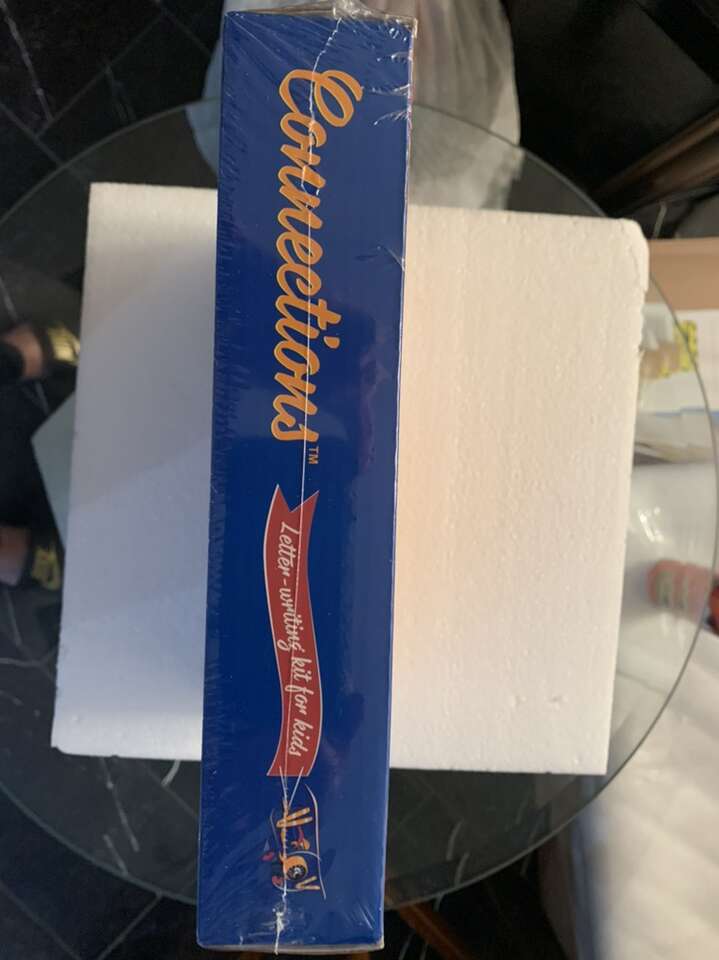 Connections™
Letter-writing kit for kids